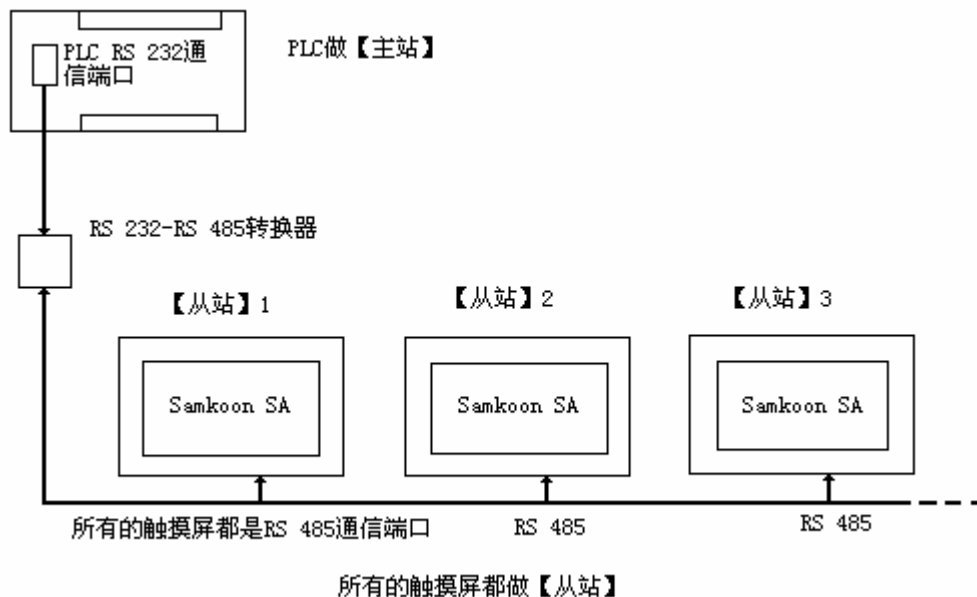 PLC RS 232通
信端口
PLC做【主站】
RS 232-RS 485转换器
【从站】1
【从站】2
【从站】3
Samkoon SA
Samkoon SA
Samkoon SA
所有的触摸屏都是RS 485通信端口
RS 485
RS 485
所有的触摸屏都做【从站】